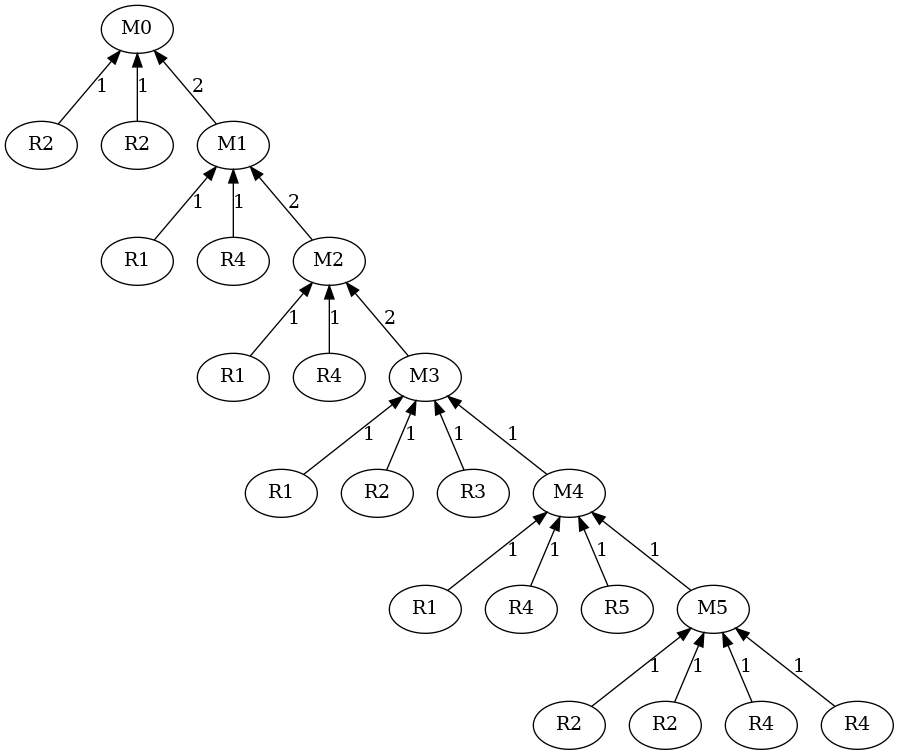 M0
1 1 2
R2 R2 M1
1 1 2
R1 R4 M2
1 1 2
R1 R4 M3
1 1 1 1
R1 R2 R3 M4
1 1 1 1
R1 R4 R5 M5
1 1 1 1
R2 R2 R4 R4